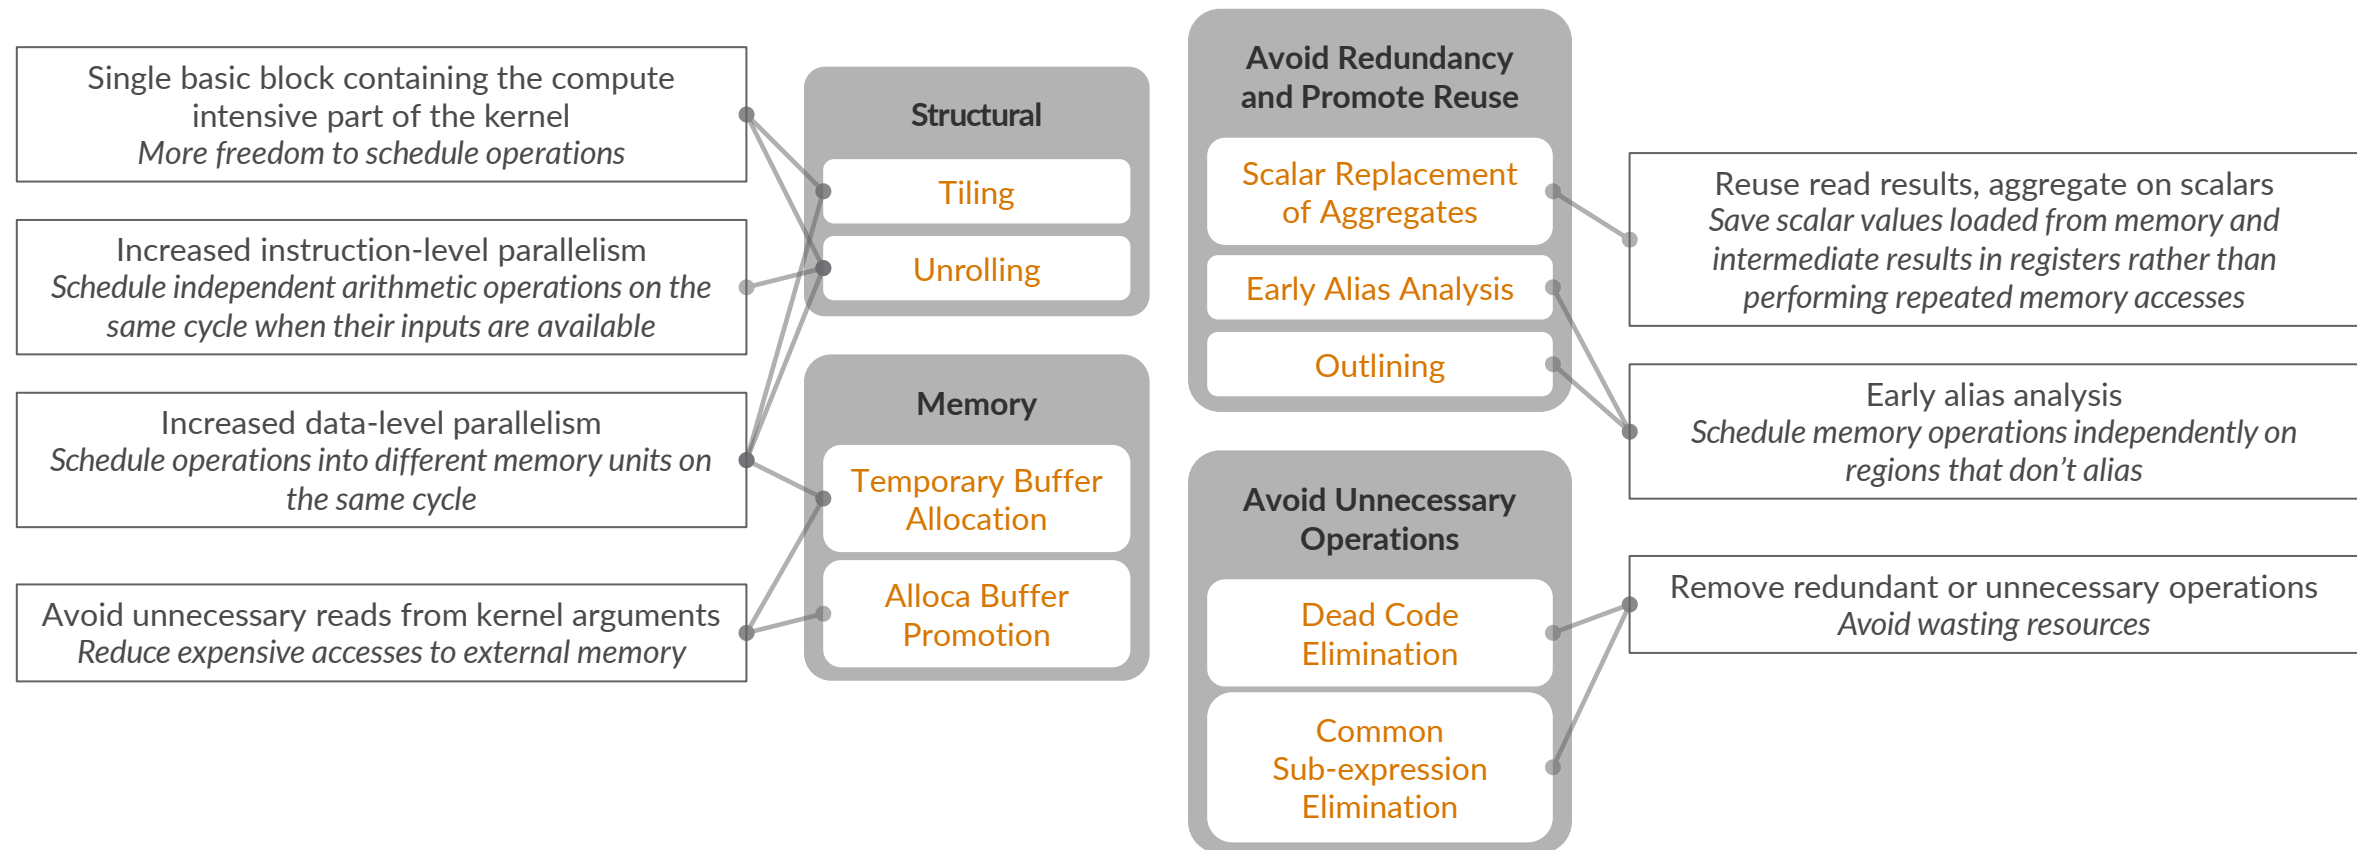 Single basic block containing the compute
intensive part of the kernel
More freedom to schedule operations
Increased instruction-level parallelism
Schedule independent arithmetic operations on the
same cycle when their inputs are available
Increased data-level parallelism
Schedule operations into different memory units on
the same cycle
Avoid unnecessary reads from kernel arguments
Reduce expensive accesses to external memory
Structural
Tiling
Unrolling
Memory
Temporary Buffer
Allocation
Alloca Buffer
Promotion
Avoid Redundancy
and Promote Reuse
Scalar Replacement
of Aggregates
Early Alias Analysis
Outlining
Avoid Unnecessary
Operations
Dead Code
Elimination
Common
Sub-expression
Elimination
Reuse read results, aggregate on scalars
Save scalar values loaded from memory and
intermediate results in registers rather than
performing repeated memory accesses
Early alias analysis
Schedule memory operations independently on
regions that don’t alias
Remove redundant or unnecessary operations
Avoid wasting resources